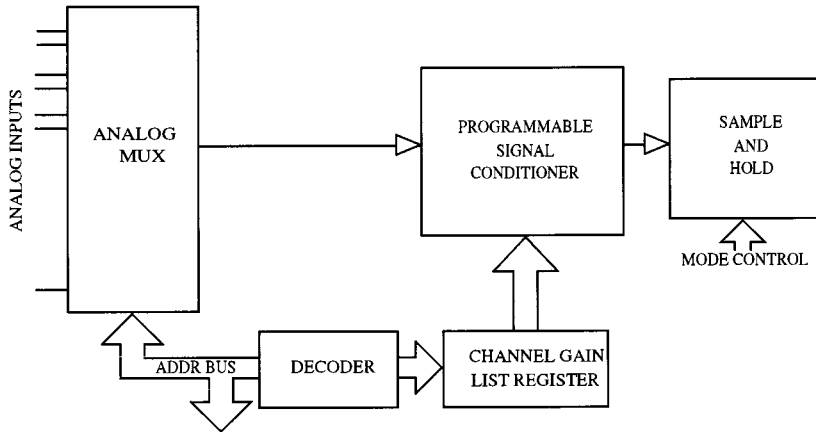 ANALOG INPUTS
ANALOG
MUX
PROGRAMMABLE
SIGNAL
CONDITIONER
SAMPLE
AND
HOLD
MODE CONTROL
ADDR BUS
DECODER
CHANNEL GAIN
LIST REGISTER